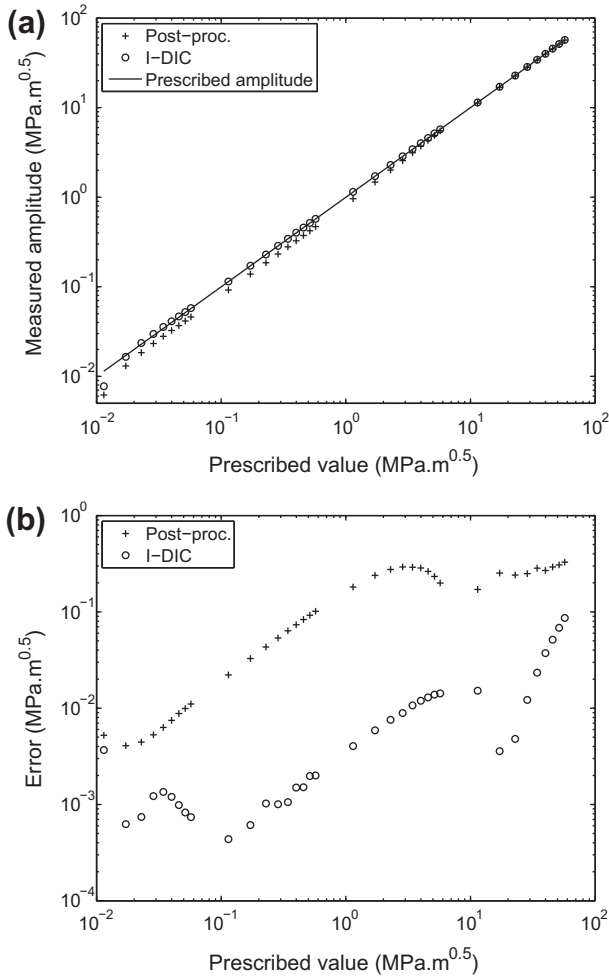 (a)
Post-proc.
I-DIC
Prescribed amplitude
Measured amplitude (MPa.m^0.5)
10^2
10^1
10^0
10^-1
10^-2
10^-2 10^-1 10^0 10^1 10^2
Prescribed value (MPa.m^0.5)
(b)
Post-proc.
I-DIC
Error (MPa.m^0.5)
10^0
10^-1
10^-2
10^-3
10^-4
10^-2 10^-1 10^0 10^1 10^2
Prescribed value (MPa.m^0.5)